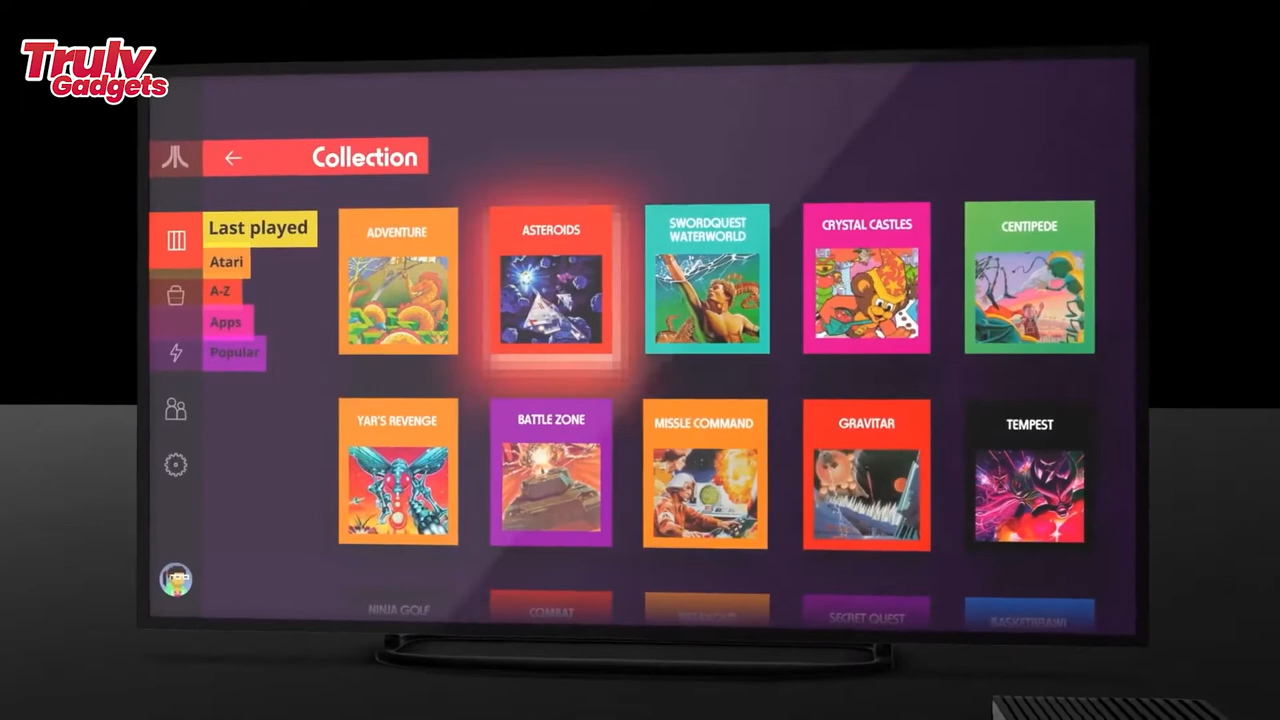 Truly
Gadgets
Collection
Last played
Atari
A-Z
Apps
Popular
ADVENTURE
ASTEROIDS
SWORDQUEST
WATERWORLD
CRYSTAL CASTLES
CENTIPEDE
YAR'S REVENGE
BATTLE ZONE
MISSLE COMMAND
GRAVITAR
TEMPEST
NINJA GOLF
COMBAT
SECRET QUEST
BASKETBRAWL